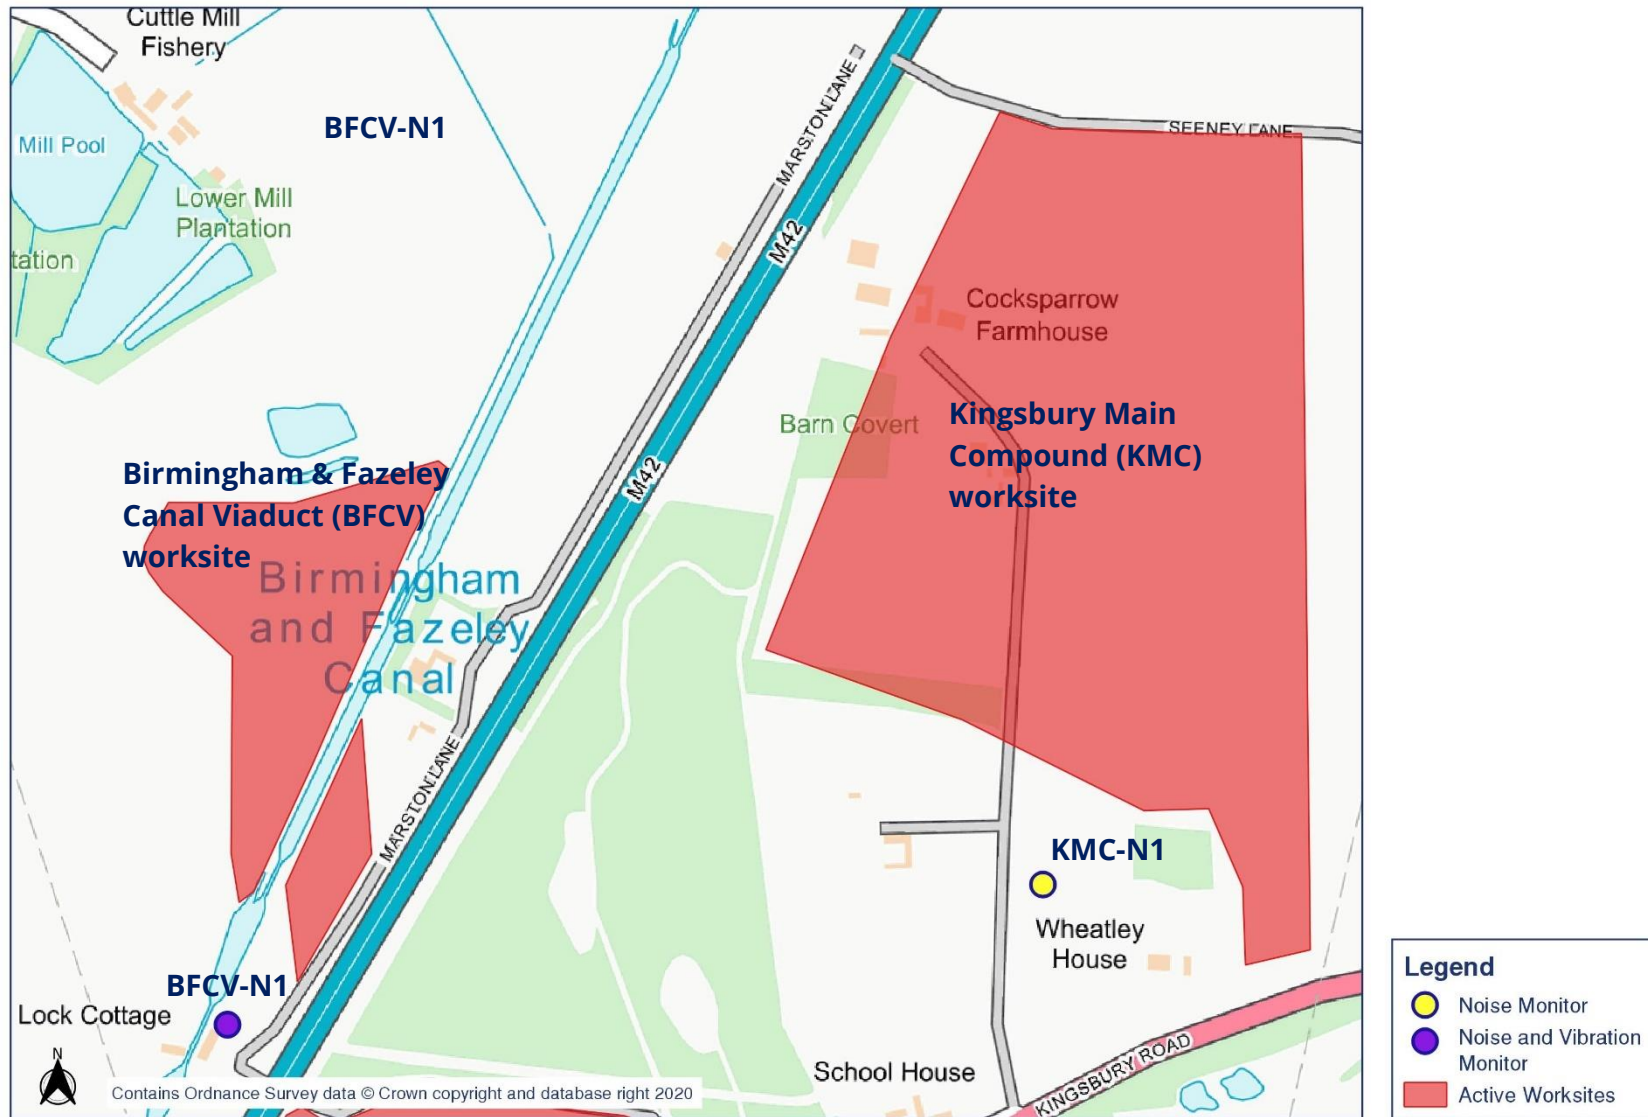 Cuttle Mill
Fishery
BFCV-N1
Mill Pool
Lower Mill
Plantation
tation
MARSTON LANE
M42
SEENEY LANE
Cocksparrow
Farmhouse
Barn Covert
Kingsbury Main
Compound (KMC)
worksite
M42
Birmingham & Fazeley
Canal Viaduct (BFCV)
worksite
Birmingham
and Fazeley
Canal
MARSTON LANE
KMC-N1
Wheatley
House
BFCV-N1
Lock Cottage
School House
KINGSBURY ROAD
N
Contains Ordnance Survey data © Crown copyright and database right 2020
Legend
Noise Monitor
Noise and Vibration
Monitor
Active Worksites